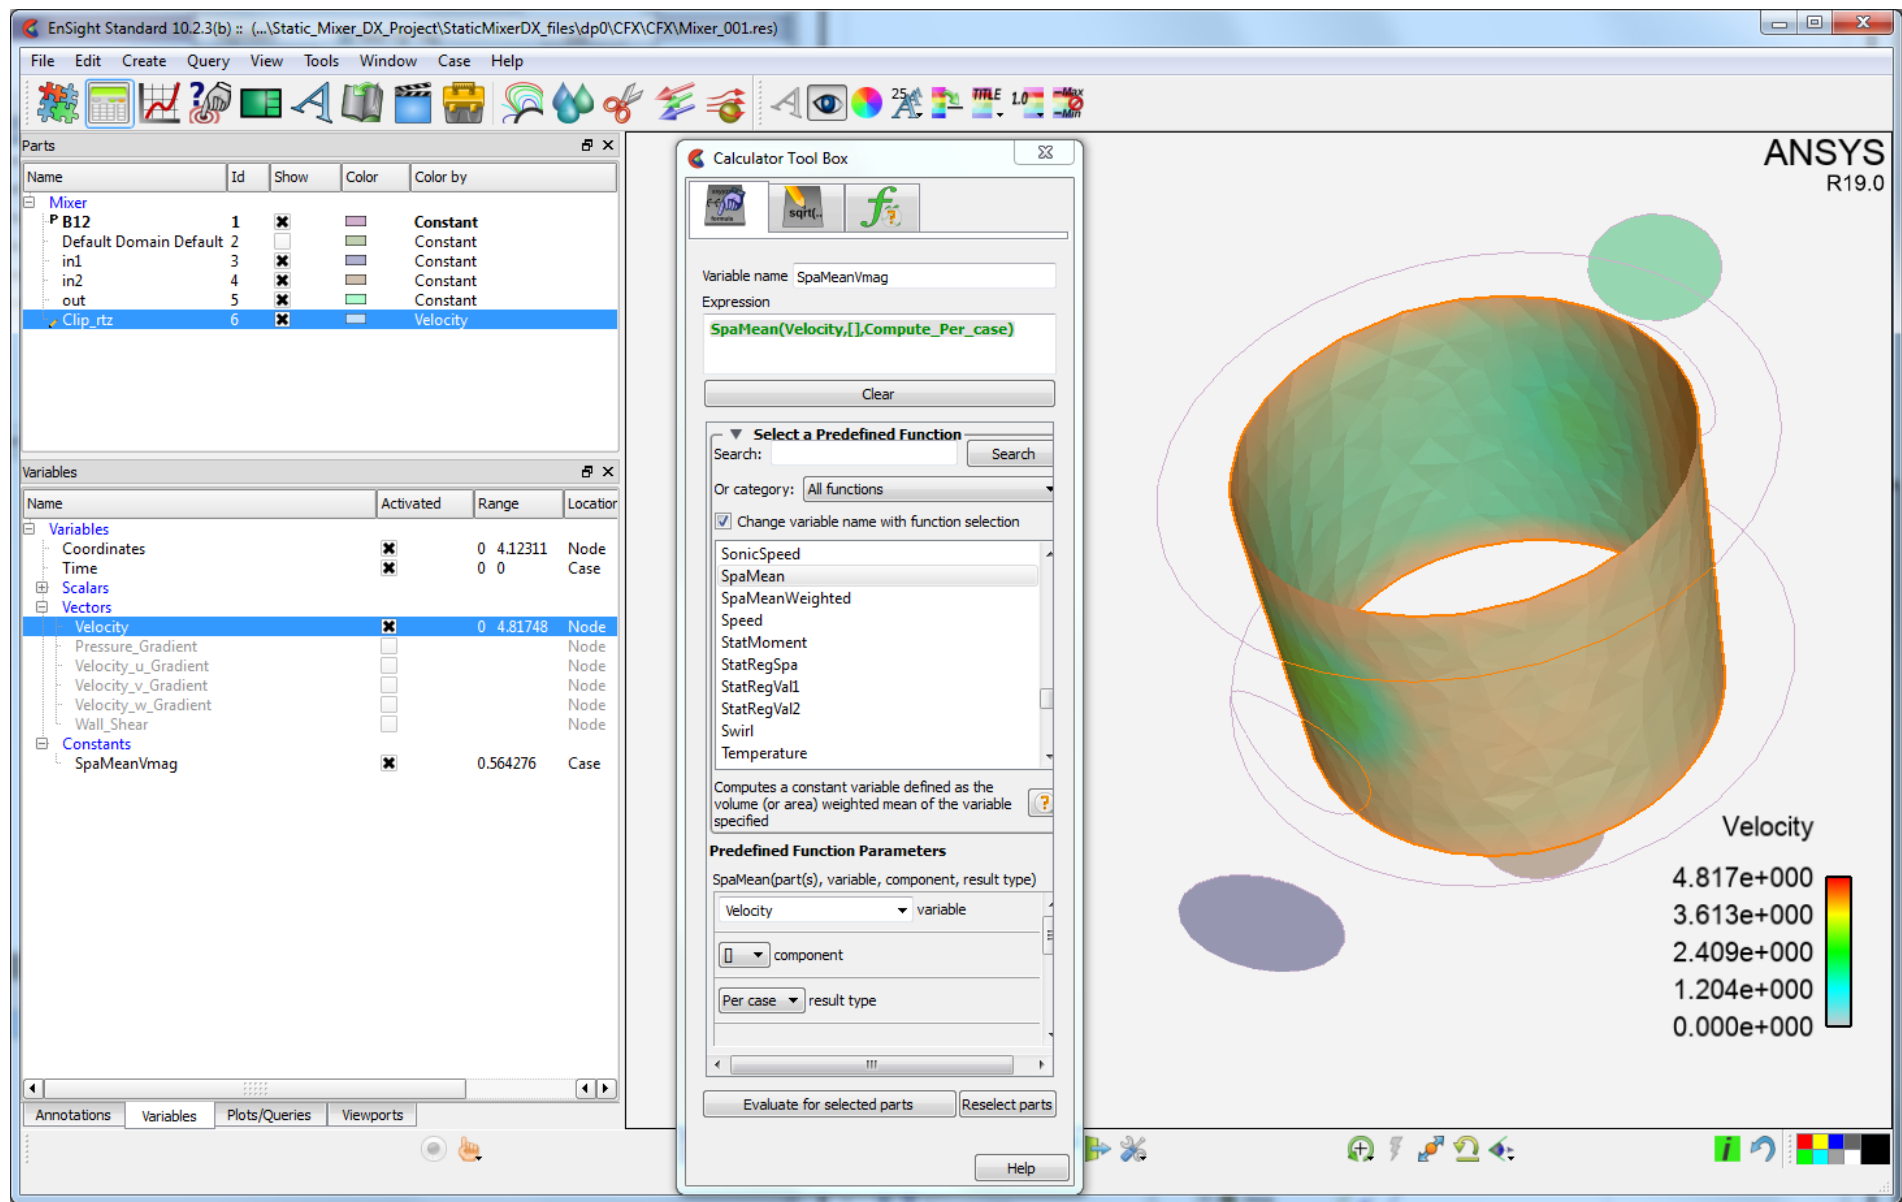 EnSight Standard 10.2.3(b) :: (...\Static_Mixer_DX_Project\StaticMixerDX_files\dp0\CFX\CFX\Mixer_001.res)
File Edit Create Query View Tools Window Case Help
25 TITLE 1.0 Max Min
Parts
Name Id Show Color Color by
Mixer
P B12 1 Constant
Default Domain Default 2 Constant
in1 3 Constant
in2 4 Constant
out 5 Constant
Clip_rtz 6 Velocity
Variables
Name Activated Range Location
Variables
Coordinates 0 4.12311 Node
Time 0 0 Case
Scalars
Vectors
Velocity 0 4.81748 Node
Pressure_Gradient Node
Velocity_u_Gradient Node
Velocity_v_Gradient Node
Velocity_w_Gradient Node
Wall_Shear Node
Constants
SpaMeanVmag 0.564276 Case
Annotations Variables Plots/Queries Viewports
Calculator Tool Box
sqrt(..
Variable name SpaMeanVmag
Expression
SpaMean(Velocity,[],Compute_Per_case)
Clear
Select a Predefined Function
Search: Search
Or category: All functions
Change variable name with function selection
SonicSpeed
SpaMean
SpaMeanWeighted
Speed
StatMoment
StatRegSpa
StatRegVal1
StatRegVal2
Swirl
Temperature
Computes a constant variable defined as the
volume (or area) weighted mean of the variable
specified
Predefined Function Parameters
SpaMean(part(s), variable, component, result type)
Velocity variable
[] component
Per case result type
Evaluate for selected parts Reselect parts
Help
ANSYS
R19.0
Velocity
4.817e+000
3.613e+000
2.409e+000
1.204e+000
0.000e+000